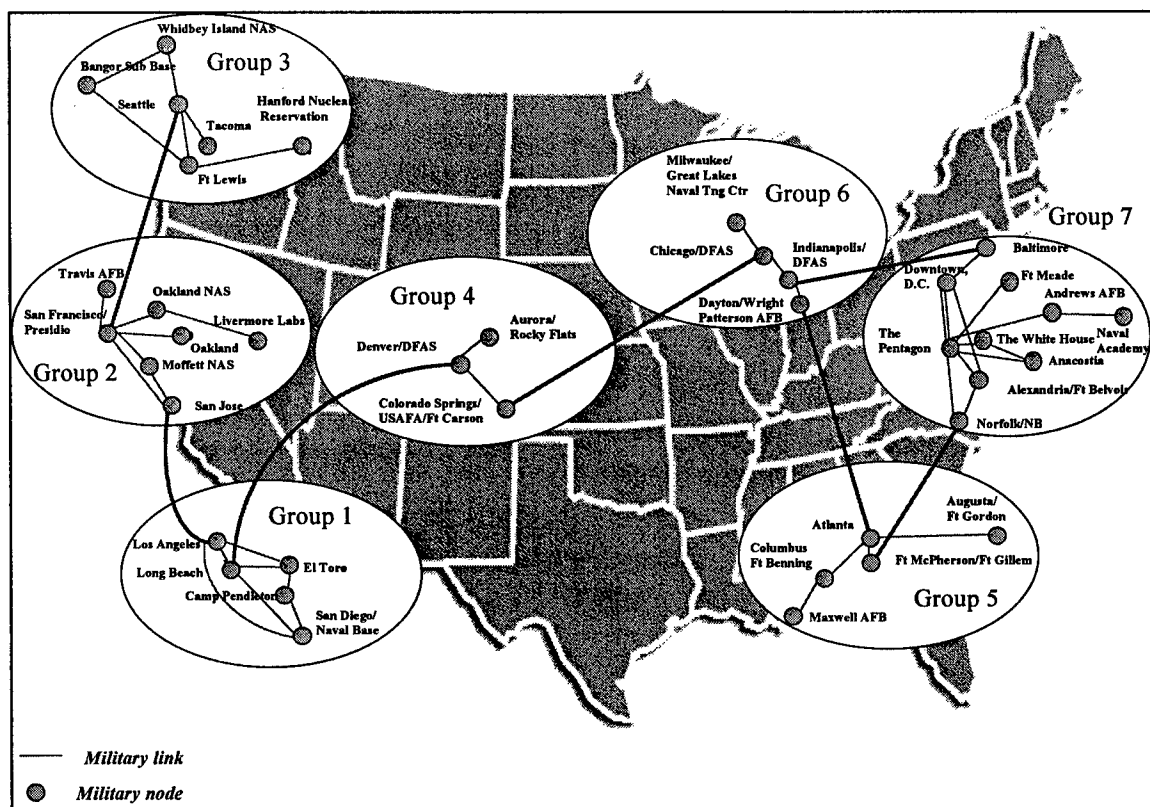 Whidbey Island NAS
Bangor Sub Base
Group 3
Seattle
Hanford Nuclear
Reservation
Tacoma
Ft Lewis
Milwaukee/
Great Lakes
Naval Tng Ctr
Group 6
Chicago/DFAS
Indianapolis/
DFAS
Dayton/Wright
Patterson AFB
Group 7
Baltimore
Downtown,
D.C.
Ft Meade
Andrews AFB
The
Pentagon
The White House
Naval
Academy
Anacostia
Alexandria/Ft Belvoir
Norfolk/NB
Travis AFB
Oakland NAS
San Francisco/
Presidio
Livermore Labs
Oakland
Group 2
Moffett NAS
San Jose
Group 4
Aurora/
Rocky Flats
Denver/DFAS
Colorado Springs/
USAFA/Ft Carson
Group 1
Los Angeles
Long Beach
El Toro
Camp Pendleton
San Diego/
Naval Base
Augusta/
Ft Gordon
Atlanta
Columbus
Ft Benning
Ft McPherson/Ft Gillem
Group 5
Maxwell AFB
Military link
Military node